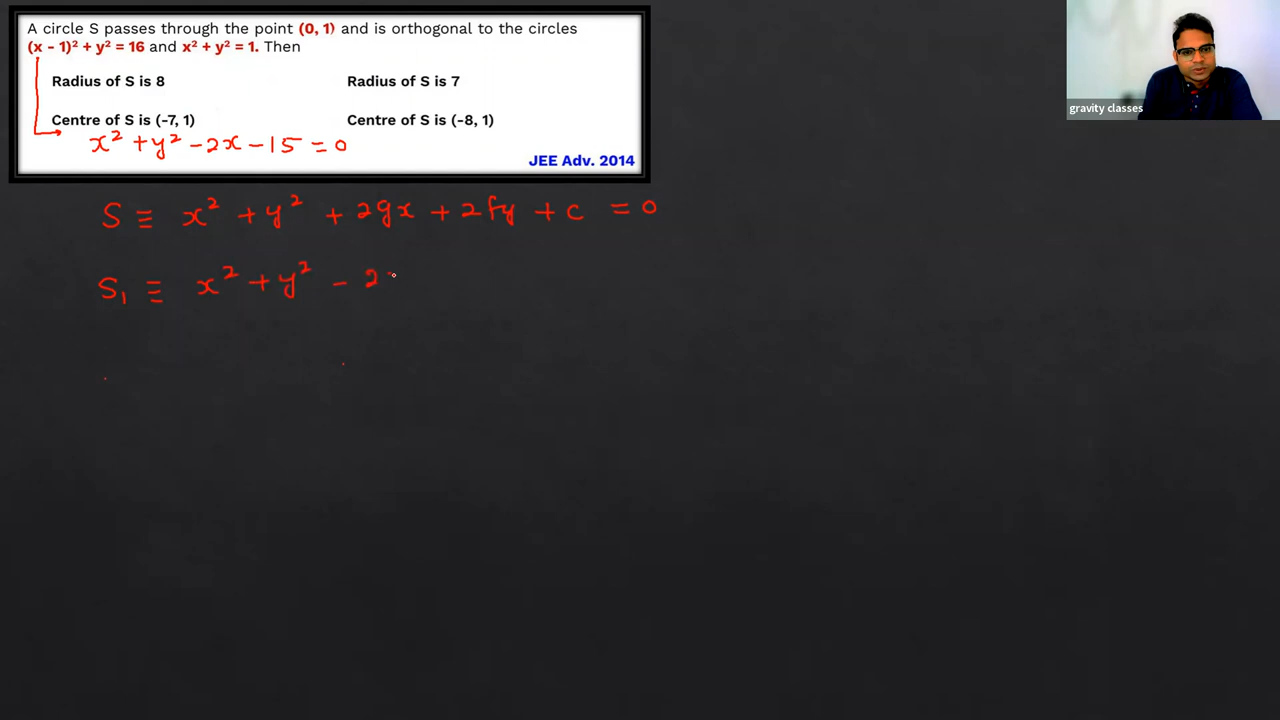 A circle S passes through the point (0, 1) and is orthogonal to the circles
(x - 1)² + y² = 16 and x² + y² = 1. Then
Radius of S is 8
Radius of S is 7
Centre of S is (-7, 1)
Centre of S is (-8, 1)
x² + y² - 2x - 15 = 0
JEE Adv. 2014
S ≡ x² + y² + 2gx + 2fy + c = 0
S₁ ≡ x² + y² - 2
gravity classes